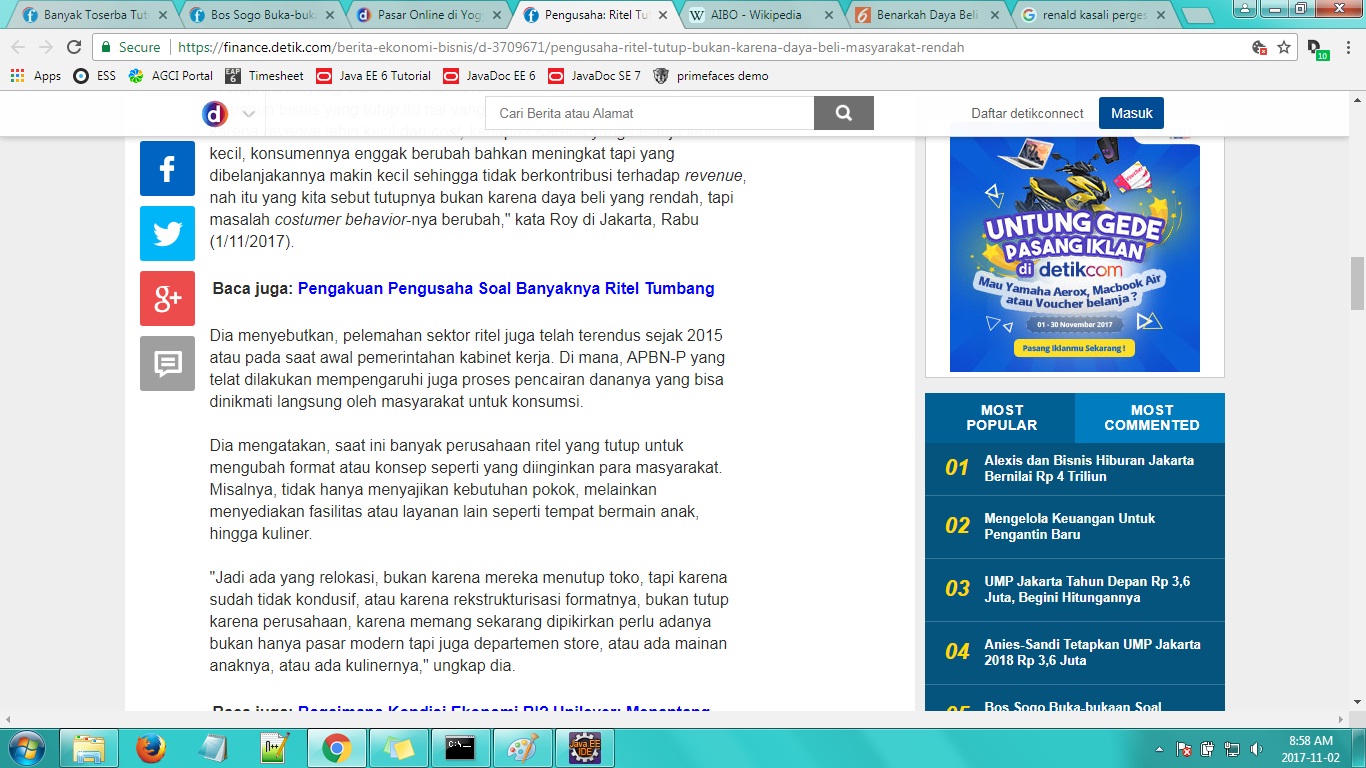 Banyak Toserba Tut
Bos Sogo Buka-buk
Pasar Online di Yog
Pengusaha: Ritel Tu
AIBO - Wikipedia
Benarkah Daya Beli
renald kasali perges
Secure
https://finance.detik.com/berita-ekonomi-bisnis/d-3709671/pengusaha-ritel-tutup-bukan-karena-daya-beli-masyarakat-rendah
10
Apps
ESS
AGCI Portal
EAP 6
Timesheet
Java EE 6 Tutorial
JavaDoc EE 6
JavaDoc SE 7
primefaces demo
d
Cari Berita atau Alamat
Daftar detikconnect
Masuk
kecil, konsumennya enggak berubah bahkan meningkat tapi yang
dibelanjakannya makin kecil sehingga tidak berkontribusi terhadap revenue,
nah itu yang kita sebut tutupnya bukan karena daya beli yang rendah, tapi
masalah costumer behavior-nya berubah," kata Roy di Jakarta, Rabu
(1/11/2017).
Baca juga: Pengakuan Pengusaha Soal Banyaknya Ritel Tumbang
Dia menyebutkan, pelemahan sektor ritel juga telah terendus sejak 2015
atau pada saat awal pemerintahan kabinet kerja. Di mana, APBN-P yang
telat dilakukan mempengaruhi juga proses pencairan dananya yang bisa
dinikmati langsung oleh masyarakat untuk konsumsi.
Dia mengatakan, saat ini banyak perusahaan ritel yang tutup untuk
mengubah format atau konsep seperti yang diinginkan para masyarakat.
Misalnya, tidak hanya menyajikan kebutuhan pokok, melainkan
menyediakan fasilitas atau layanan lain seperti tempat bermain anak,
hingga kuliner.
"Jadi ada yang relokasi, bukan karena mereka menutup toko, tapi karena
sudah tidak kondusif, atau karena rekstrukturisasi formatnya, bukan tutup
karena perusahaan, karena memang sekarang dipikirkan perlu adanya
bukan hanya pasar modern tapi juga departemen store, atau ada mainan
anaknya, atau ada kulinernya," ungkap dia.
Baca juga: Bagaimana Kondisi Ekonomi RI? Unilever: Menantang
Voucher
UNTUNG GEDE
PASANG IKLAN
di detikcom
Mau Yamaha Aerox, Macbook Air
atau Voucher belanja ?
01 - 30 November 2017
Pasang Iklanmu Sekarang !
MOST
POPULAR
MOST
COMMENTED
01
Alexis dan Bisnis Hiburan Jakarta
Bernilai Rp 4 Triliun
02
Mengelola Keuangan Untuk
Pengantin Baru
03
UMP Jakarta Tahun Depan Rp 3,6
Juta, Begini Hitungannya
04
Anies-Sandi Tetapkan UMP Jakarta
2018 Rp 3,6 Juta
05
Bos Sogo Buka-bukaan Soal
Java EE
IDE
8:58 AM
2017-11-02